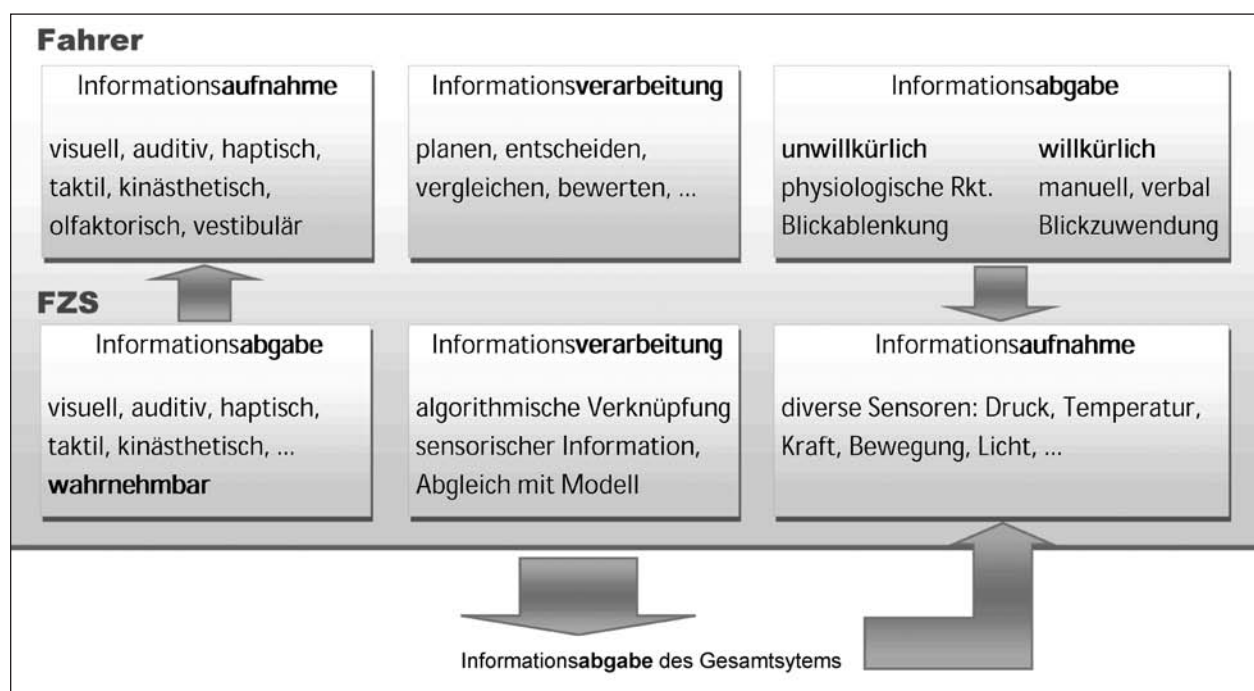 Fahrer
Informationsaufnahme
visuell, auditiv, haptisch,
taktil, kinästhetisch,
olfaktorisch, vestibulär
Informationsverarbeitung
planen, entscheiden,
vergleichen, bewerten, ...
Informationsabgabe
unwillkürlich willkürlich
physiologische Rkt. manuell, verbal
Blickablenkung Blickzuwendung
FZS
Informationsabgabe
visuell, auditiv, haptisch,
taktil, kinästhetisch, ...
wahrnehmbar
Informationsverarbeitung
algorithmische Verknüpfung
sensorischer Information,
Abgleich mit Modell
Informationsaufnahme
diverse Sensoren: Druck, Temperatur,
Kraft, Bewegung, Licht, ...
Informationsabgabe des Gesamtsytems